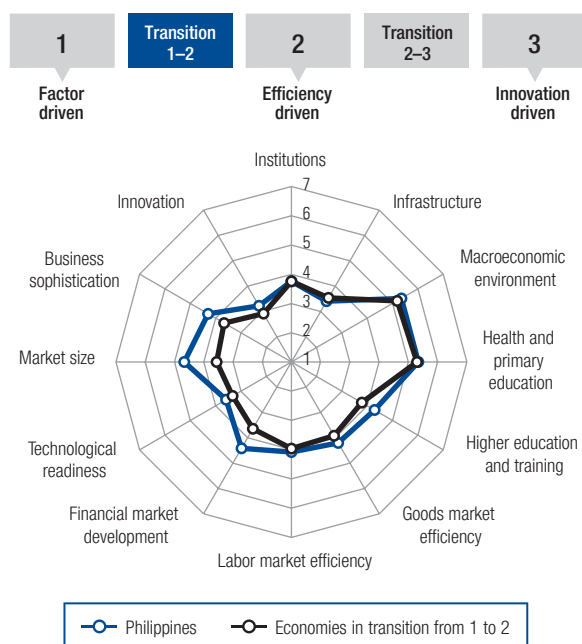 1
Transition
1–2
2
Transition
2–3
3
Factor
driven
Efficiency
driven
Innovation
driven
Institutions
Infrastructure
Macroeconomic
environment
Health and
primary
education
Higher education
and training
Goods market
efficiency
Labor market efficiency
Financial market
development
Technological
readiness
Market size
Business
sophistication
Innovation
7
6
5
4
3
2
1
Philippines
Economies in transition from 1 to 2